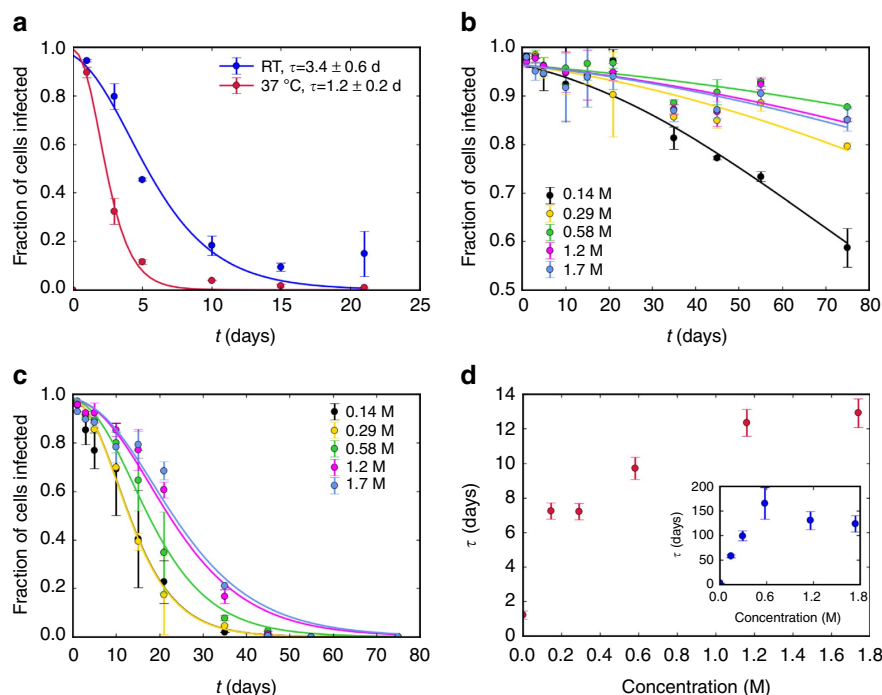 a
Fraction of cells infected
1.0
0.8
0.6
0.4
0.2
0.0
RT, τ=3.4 ± 0.6 d
37 °C, τ=1.2 ± 0.2 d
0 5 10 15 20 25
t (days)
b
Fraction of cells infected
1.0
0.9
0.8
0.7
0.6
0.5
0.14 M
0.29 M
0.58 M
1.2 M
1.7 M
0 10 20 30 40 50 60 70 80
t (days)
c
Fraction of cells infected
1.0
0.8
0.6
0.4
0.2
0.0
0.14 M
0.29 M
0.58 M
1.2 M
1.7 M
0 10 20 30 40 50 60 70 80
t (days)
d
τ (days)
14
12
10
8
6
4
2
0
τ (days)
200
150
100
50
0
0.0 0.6 1.2 1.8
Concentration (M)
0.0 0.2 0.4 0.6 0.8 1.0 1.2 1.4 1.6 1.8
Concentration (M)